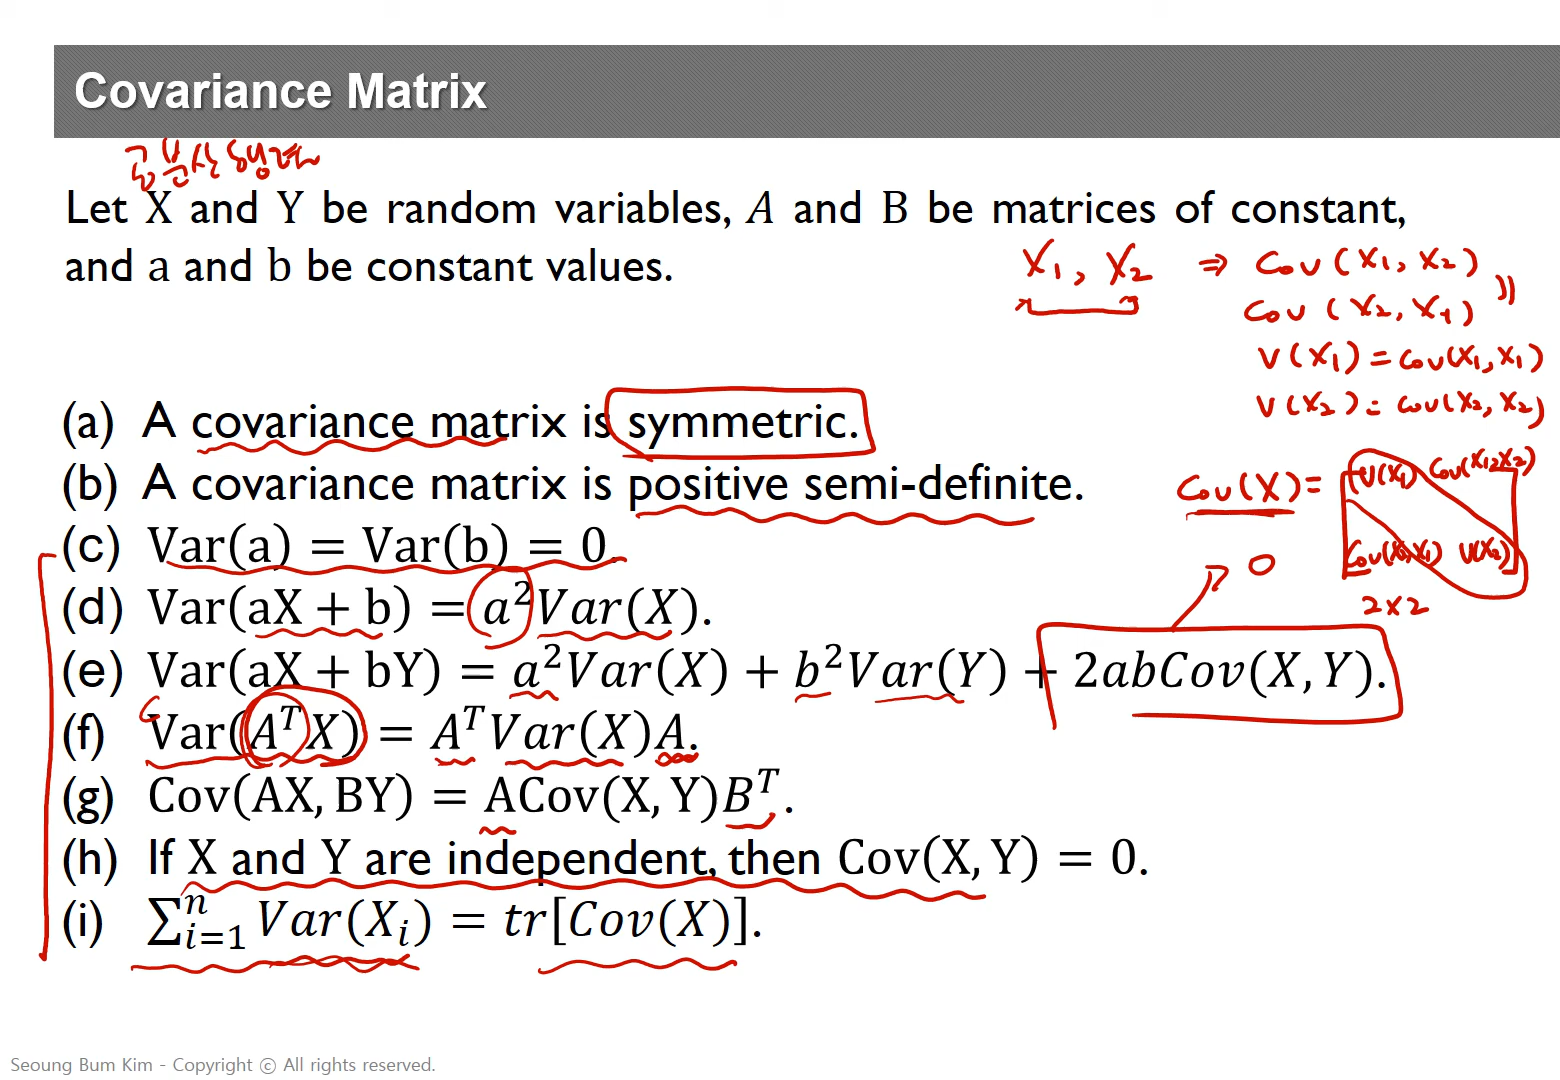 Covariance Matrix
공분산 행렬
Let X and Y be random variables, A and B be matrices of constant,
and a and b be constant values.
X₁, X₂ ⇒ Cov(X₁, X₂)
Cov(X₂, X₁) 〃
V(X₁) = Cov(X₁, X₁)
V(X₂) = Cov(X₂, X₂)
(a) A covariance matrix is symmetric.
(b) A covariance matrix is positive semi-definite.
Cov(X) =
V(X₁) Cov(X₁,X₂)
Cov(X₂,X₁) V(X₂)
2×2
(c) Var(a) = Var(b) = 0.
0
(d) Var(aX + b) = a²Var(X).
(e) Var(aX + bY) = a²Var(X) + b²Var(Y) + 2abCov(X, Y).
(f) Var(AᵀX) = AᵀVar(X)A.
(g) Cov(AX, BY) = ACov(X, Y)Bᵀ.
(h) If X and Y are independent, then Cov(X, Y) = 0.
(i) ∑ⁿᵢ₌₁ Var(Xᵢ) = tr[Cov(X)].
Seoung Bum Kim - Copyright ⓒ All rights reserved.